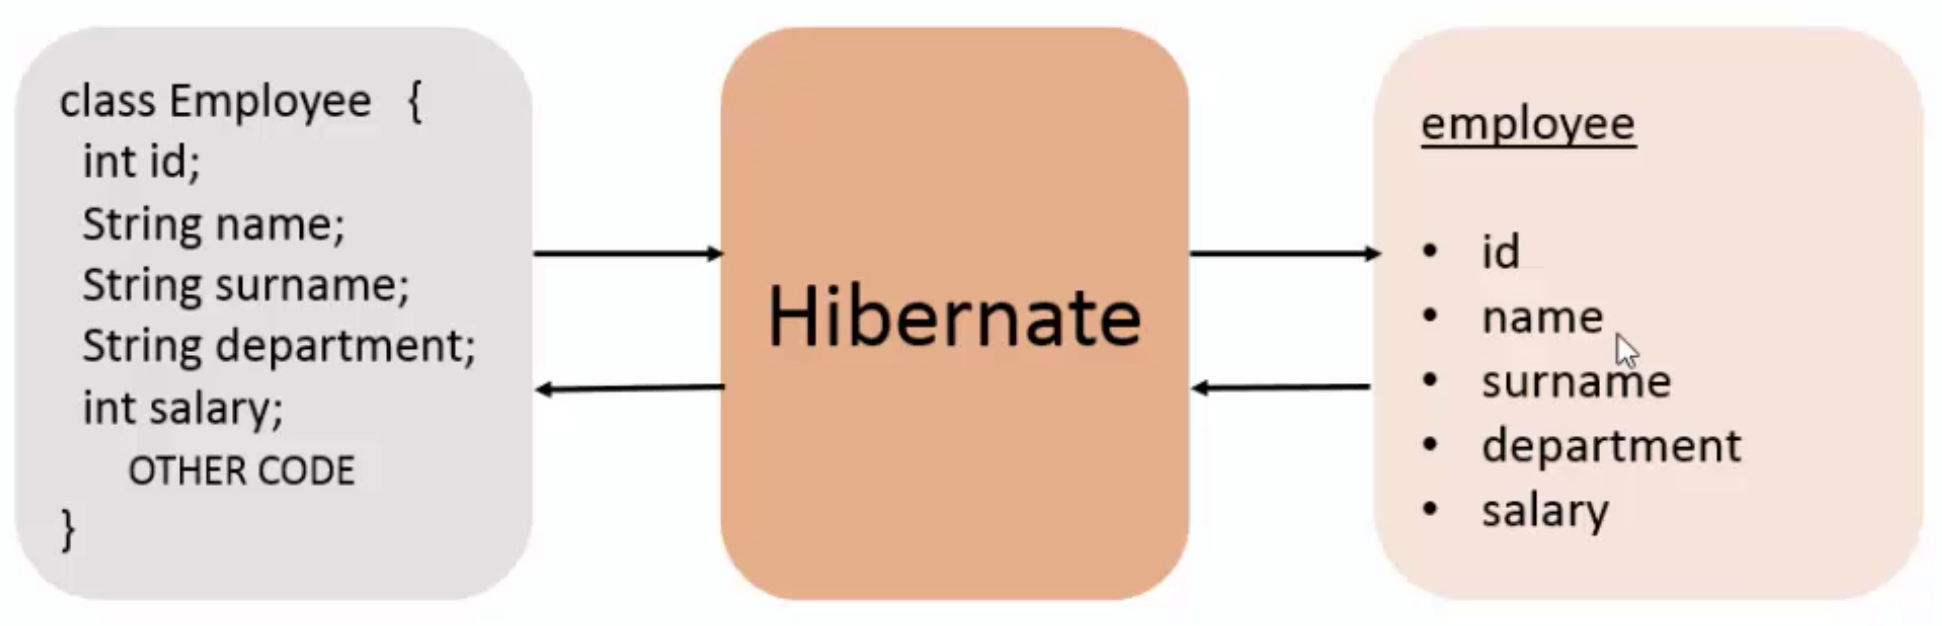 class Employee {
int id;
String name;
String surname;
String department;
int salary;
OTHER CODE
}
Hibernate
employee
• id
• name
• surname
• department
• salary